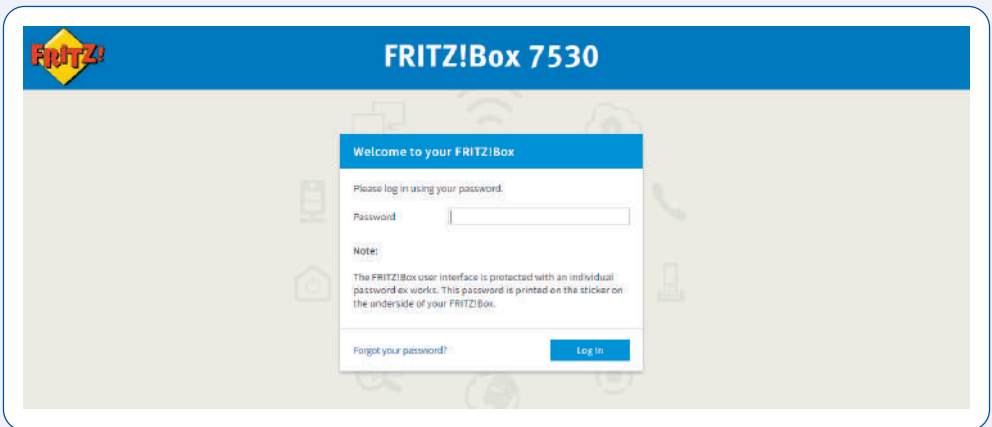 FRITZ!
FRITZ!Box 7530
Welcome to your FRITZ!Box
Please log in using your password.
Password
Note:
The FRITZ!Box user interface is protected with an individual
password ex works. This password is printed on the sticker on
the underside of your FRITZ!Box.
Forgot your password?
Log In